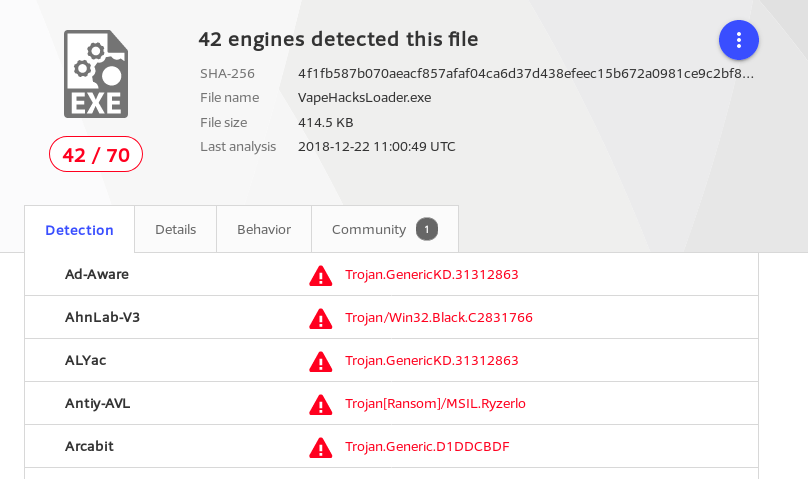 42 engines detected this file
EXE
SHA-256 4f1fb587b070aeacf857afaf04ca6d37d438efeec15b672a0981ce9c2bf8...
File name VapeHacksLoader.exe
File size 414.5 KB
42 / 70
Last analysis 2018-12-22 11:00:49 UTC
Detection Details Behavior Community 1
Ad-Aware Trojan.GenericKD.31312863
AhnLab-V3 Trojan/Win32.Black.C2831766
ALYac Trojan.GenericKD.31312863
Antiy-AVL Trojan[Ransom]/MSIL.Ryzerlo
Arcabit Trojan.Generic.D1DDCBDF